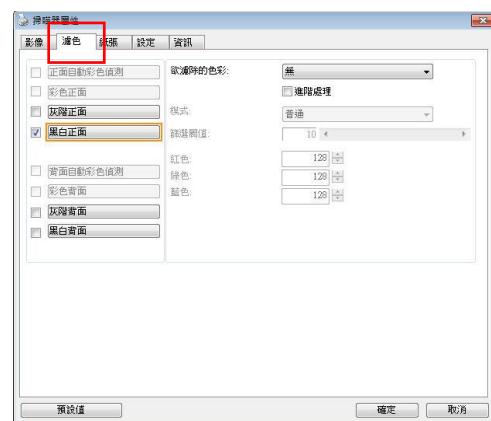 掃瞄器屬性
影像 濾色 紙張 設定 資訊
正面自動彩色偵測
彩色正面
灰階正面
黑白正面
背面自動彩色偵測
彩色背面
灰階背面
黑白背面
欲濾除的色彩: 無
進階處理
模式: 普通
篩選閥值: 10
紅色: 128
綠色: 128
藍色: 128
預設值 確定 取消